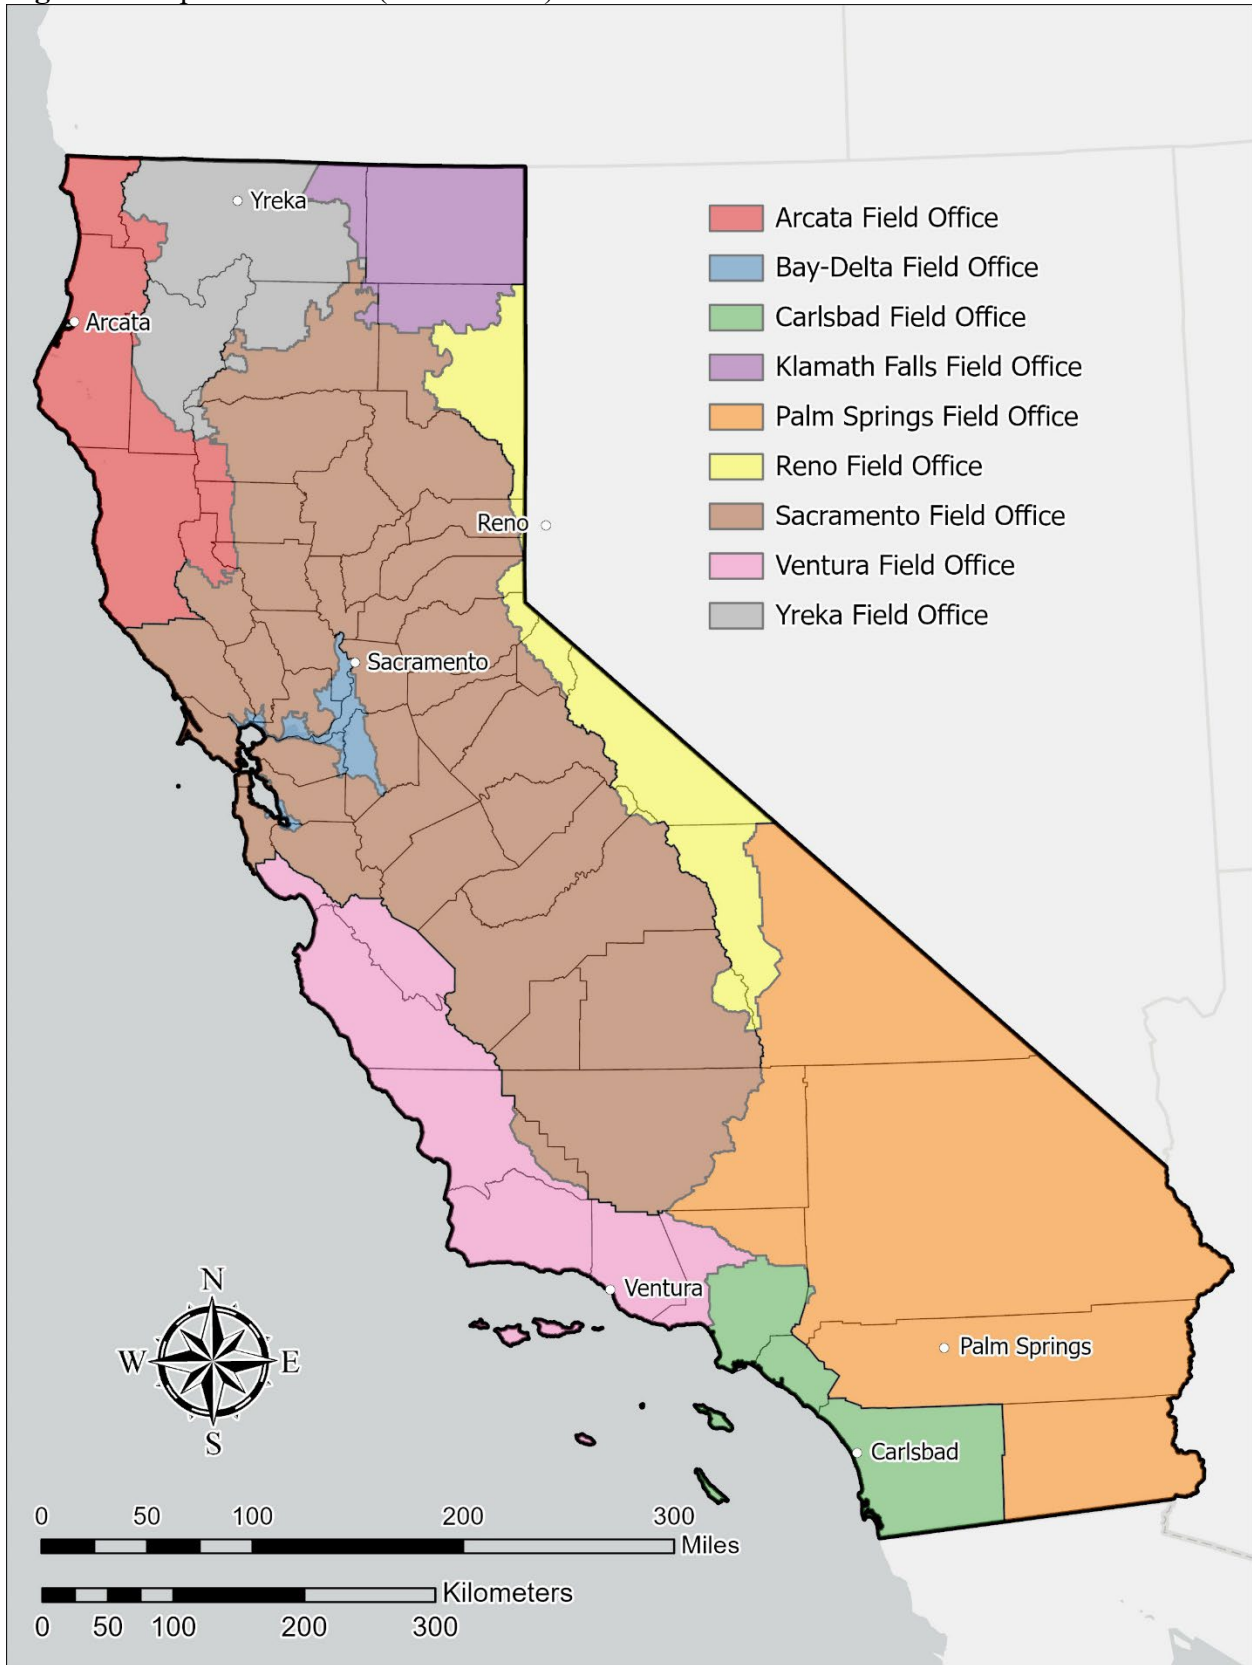 Yreka
Arcata Field Office
Bay-Delta Field Office
Arcata
Carlsbad Field Office
Klamath Falls Field Office
Palm Springs Field Office
Reno Field Office
Reno
Sacramento Field Office
Ventura Field Office
Yreka Field Office
Sacramento
Ventura
N
W
E
S
Palm Springs
Carlsbad
0 50 100 200 300
Miles
Kilometers
0 50 100 200 300